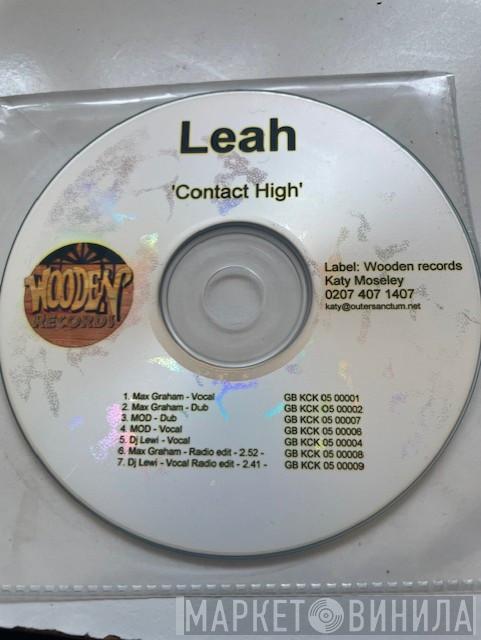 Leah
'Contact High'
WOODEN
RECORDS
Label: Wooden records
Katy Moseley
0207 407 1407
katy@outersanctum.net
1. Max Graham - Vocal GB KCK 05 00001
2. Max Graham - Dub GB KCK O5 00002
3. MOD - Dub GB KCK 05 00007
4. MOD - Vocal GB KCK 05 00006
5. Dj Lewi - Vocal GB KCK 05 00004
6. Max Graham - Radio edit - 2.52 - GB KCK 05 00008
7. Dj Lewi - Vocal Radio edit - 2.41 - GB KCK 05 00009
МАРКЕТ ВИНИЛА